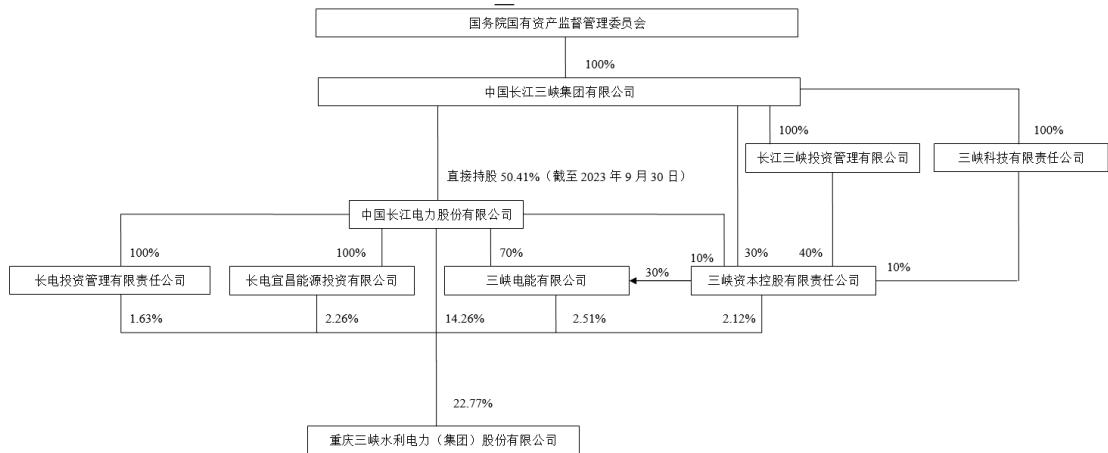 国务院国有资产监督管理委员会
100%
中国长江三峡集团有限公司
100%
100%
长江三峡投资管理有限公司
三峡科技有限责任公司
直接持股 50.41%（截至 2023 年 9 月 30 日）
中国长江电力股份有限公司
100%
100%
70%
10%
30%
40%
长电投资管理有限责任公司
长电宜昌能源投资有限公司
三峡电能有限公司
30%
三峡资本控股有限责任公司
10%
1.63%
2.26%
14.26%
2.51%
2.12%
22.77%
重庆三峡水利电力（集团）股份有限公司